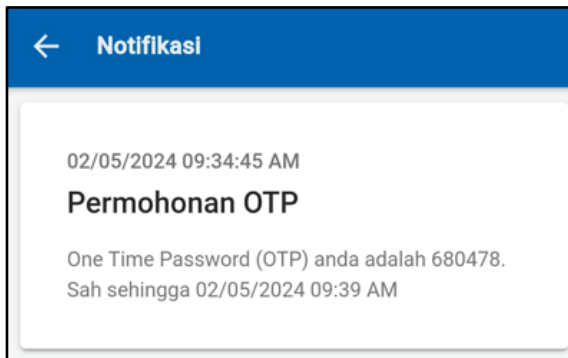 Notifikasi
02/05/2024 09:34:45 AM
Permohonan OTP
One Time Password (OTP) anda adalah 680478.
Sah sehingga 02/05/2024 09:39 AM